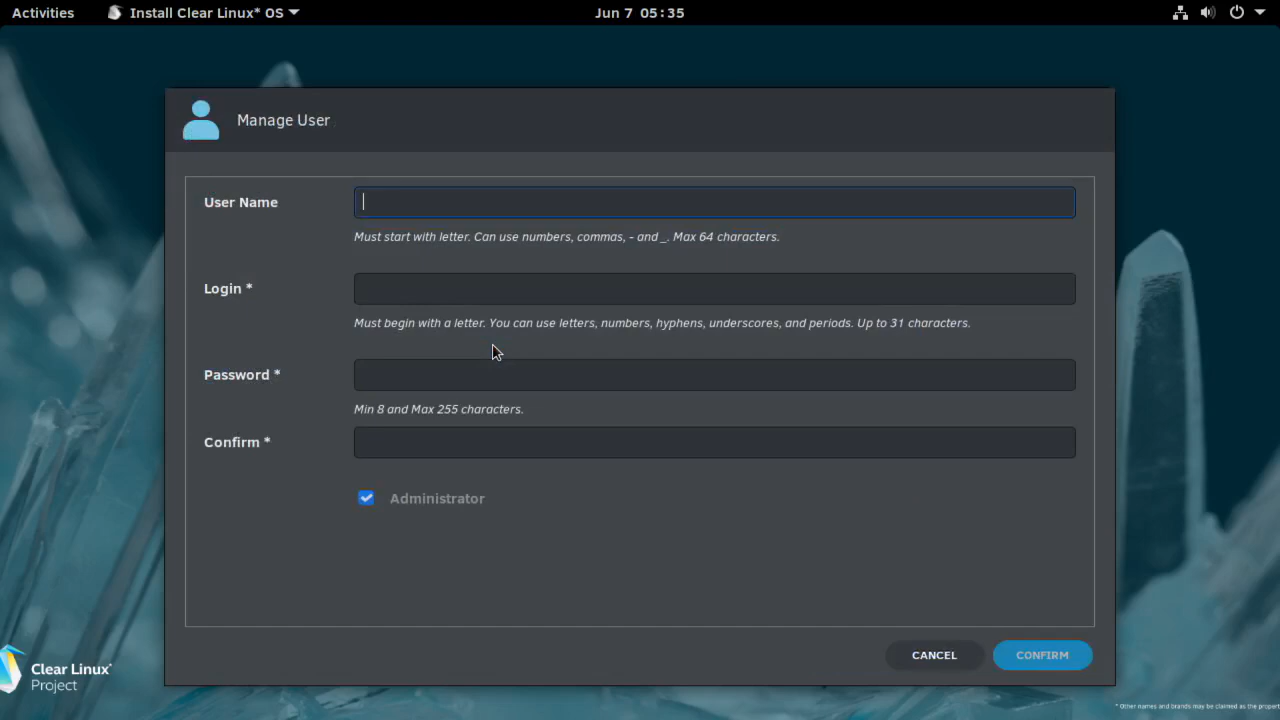 Activities Install Clear Linux* OS Jun 7 05:35
Manage User
User Name
Must start with letter. Can use numbers, commas, - and _. Max 64 characters.
Login *
Must begin with a letter. You can use letters, numbers, hyphens, underscores, and periods. Up to 31 characters.
Password *
Min 8 and Max 255 characters.
Confirm *
Administrator
CANCEL CONFIRM
Clear Linux*
Project
* Other names and brands may be claimed as the propert